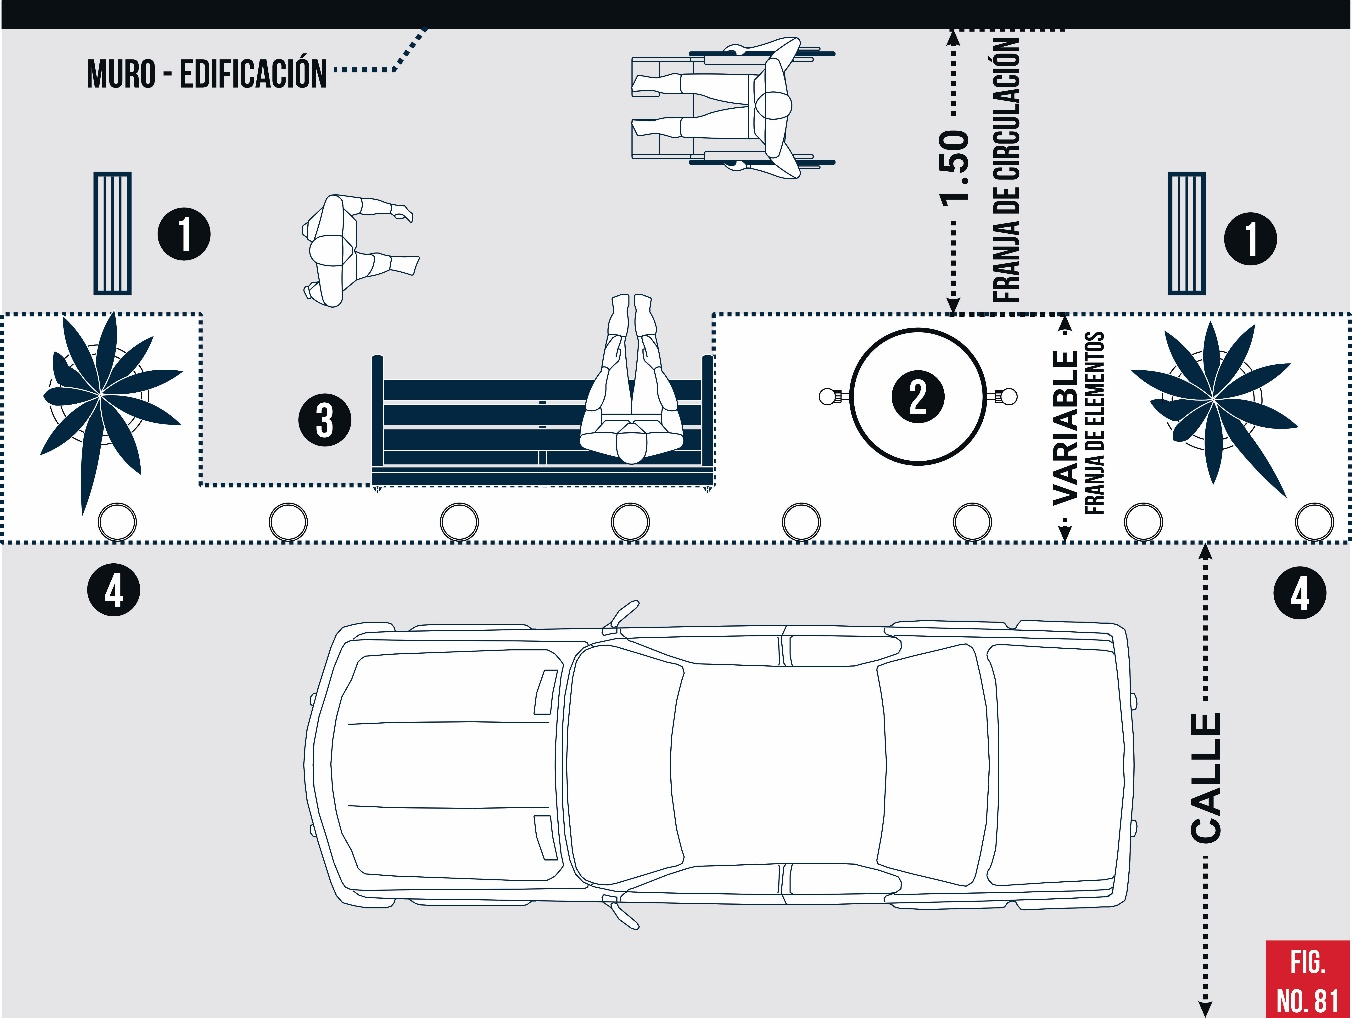 MURO - EDIFICACIÓN
1.50
FRANJA DE CIRCULACIÓN
1
1
VARIABLE
FRANJA DE ELEMENTOS
3
2
4
4
CALLE
FIG.
NO. 81